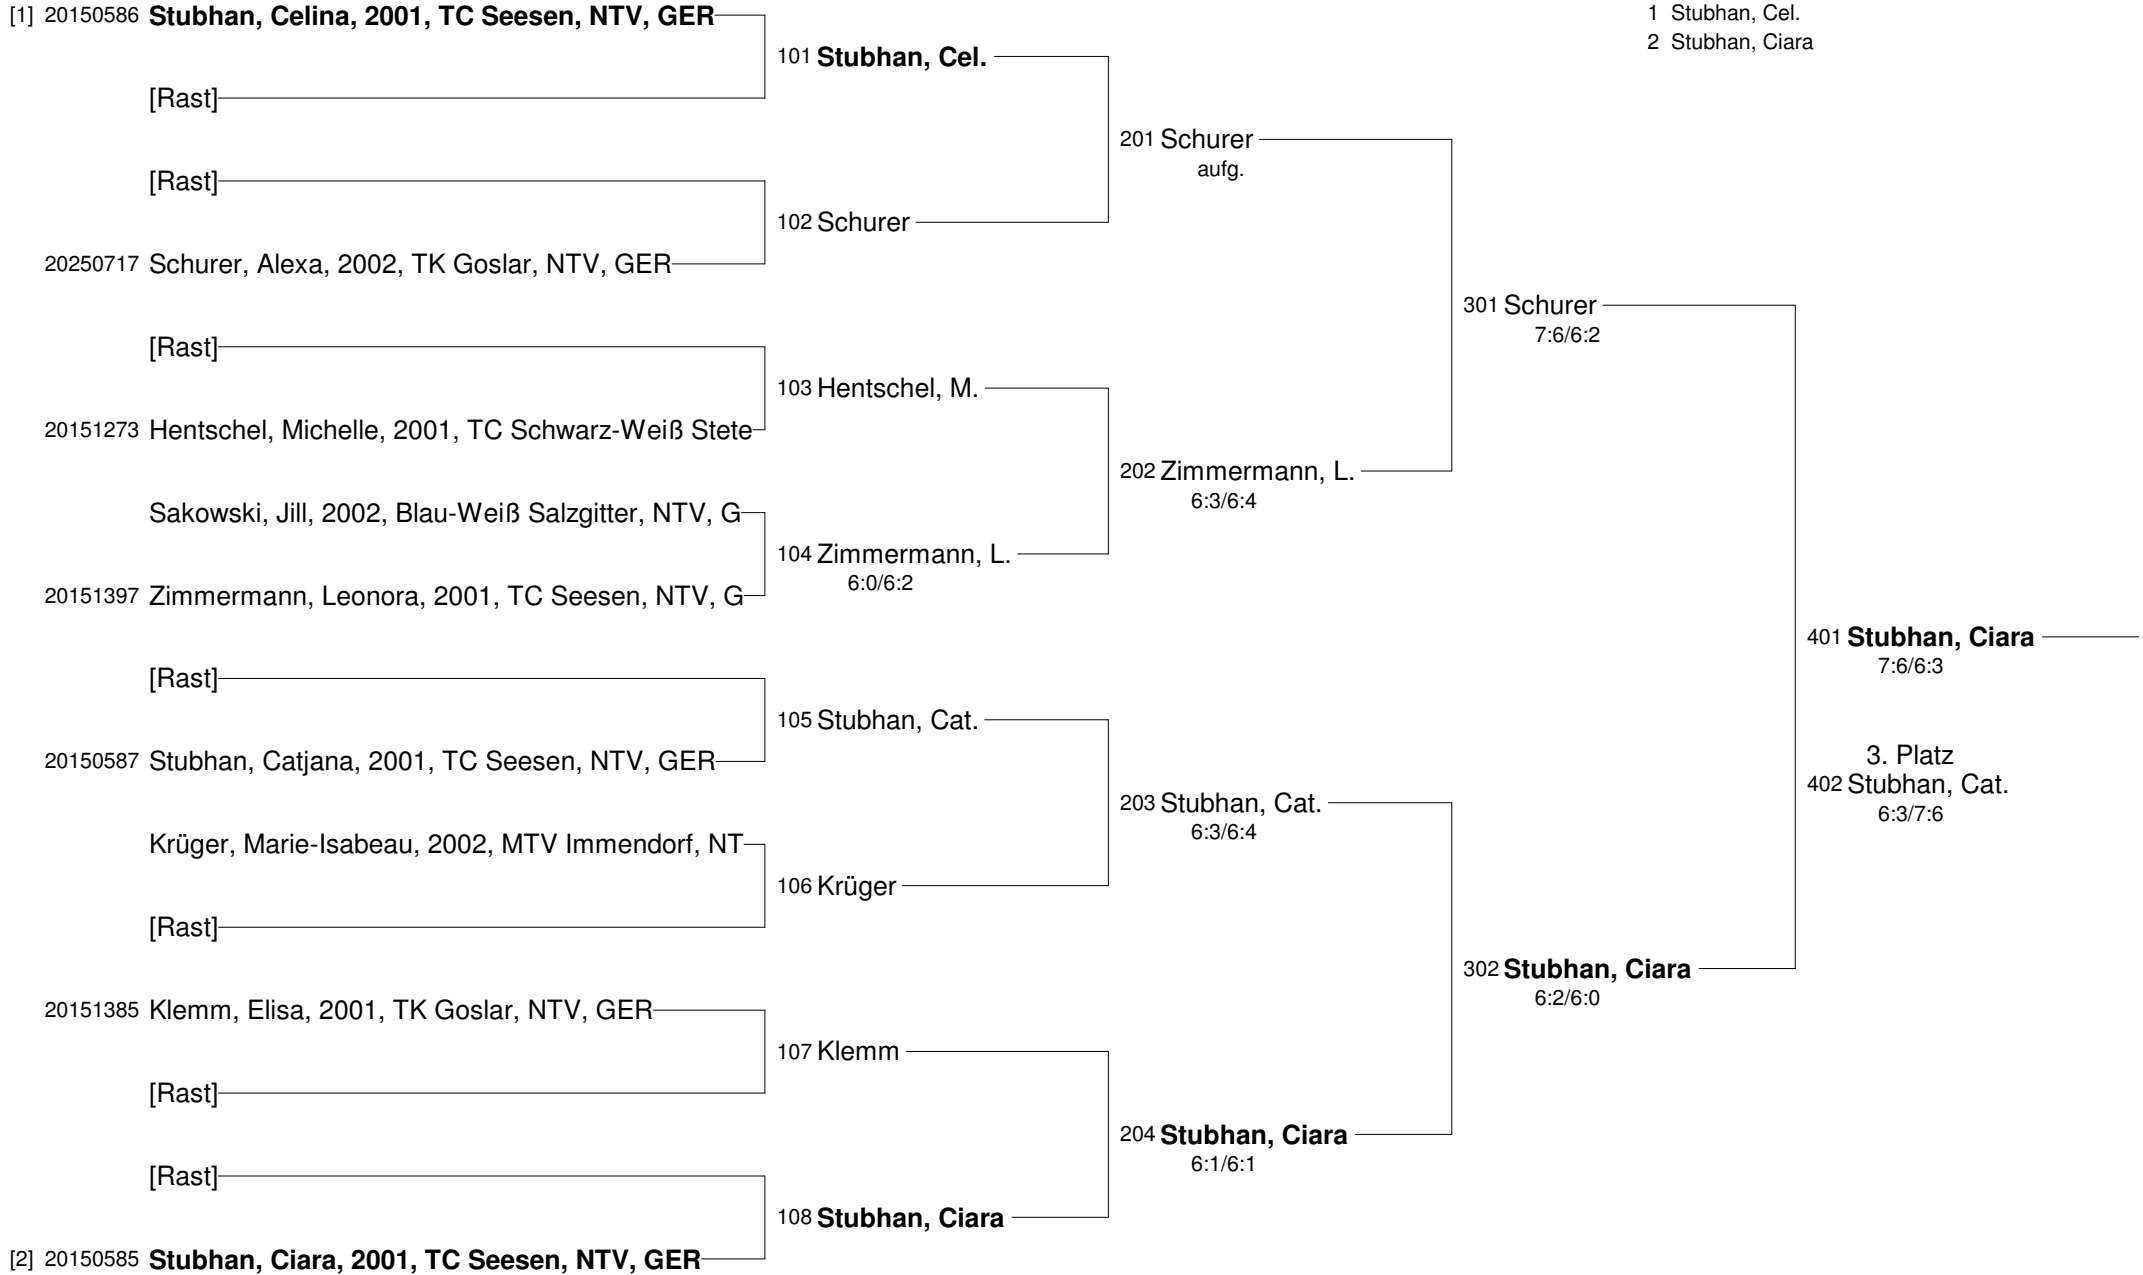 [1] 20150586 Stubhan, Celina, 2001, TC Seesen, NTV, GER
[Rast]
[Rast]
20250717 Schurer, Alexa, 2002, TK Goslar, NTV, GER
[Rast]
20151273 Hentschel, Michelle, 2001, TC Schwarz-Weiß Stete
Sakowski, Jill, 2002, Blau-Weiß Salzgitter, NTV, G
20151397 Zimmermann, Leonora, 2001, TC Seesen, NTV, G
[Rast]
20150587 Stubhan, Catjana, 2001, TC Seesen, NTV, GER
Krüger, Marie-Isabeau, 2002, MTV Immendorf, NT
[Rast]
20151385 Klemm, Elisa, 2001, TK Goslar, NTV, GER
[Rast]
[Rast]
[2] 20150585 Stubhan, Ciara, 2001, TC Seesen, NTV, GER
101 Stubhan, Cel.
102 Schurer
103 Hentschel, M.
104 Zimmermann, L.
6:0/6:2
105 Stubhan, Cat.
106 Krüger
107 Klemm
108 Stubhan, Ciara
201 Schurer
aufg.
202 Zimmermann, L.
6:3/6:4
203 Stubhan, Cat.
6:3/6:4
204 Stubhan, Ciara
6:1/6:1
301 Schurer
7:6/6:2
302 Stubhan, Ciara
6:2/6:0
1 Stubhan, Cel.
2 Stubhan, Ciara
401 Stubhan, Ciara
7:6/6:3
3. Platz
402 Stubhan, Cat.
6:3/7:6